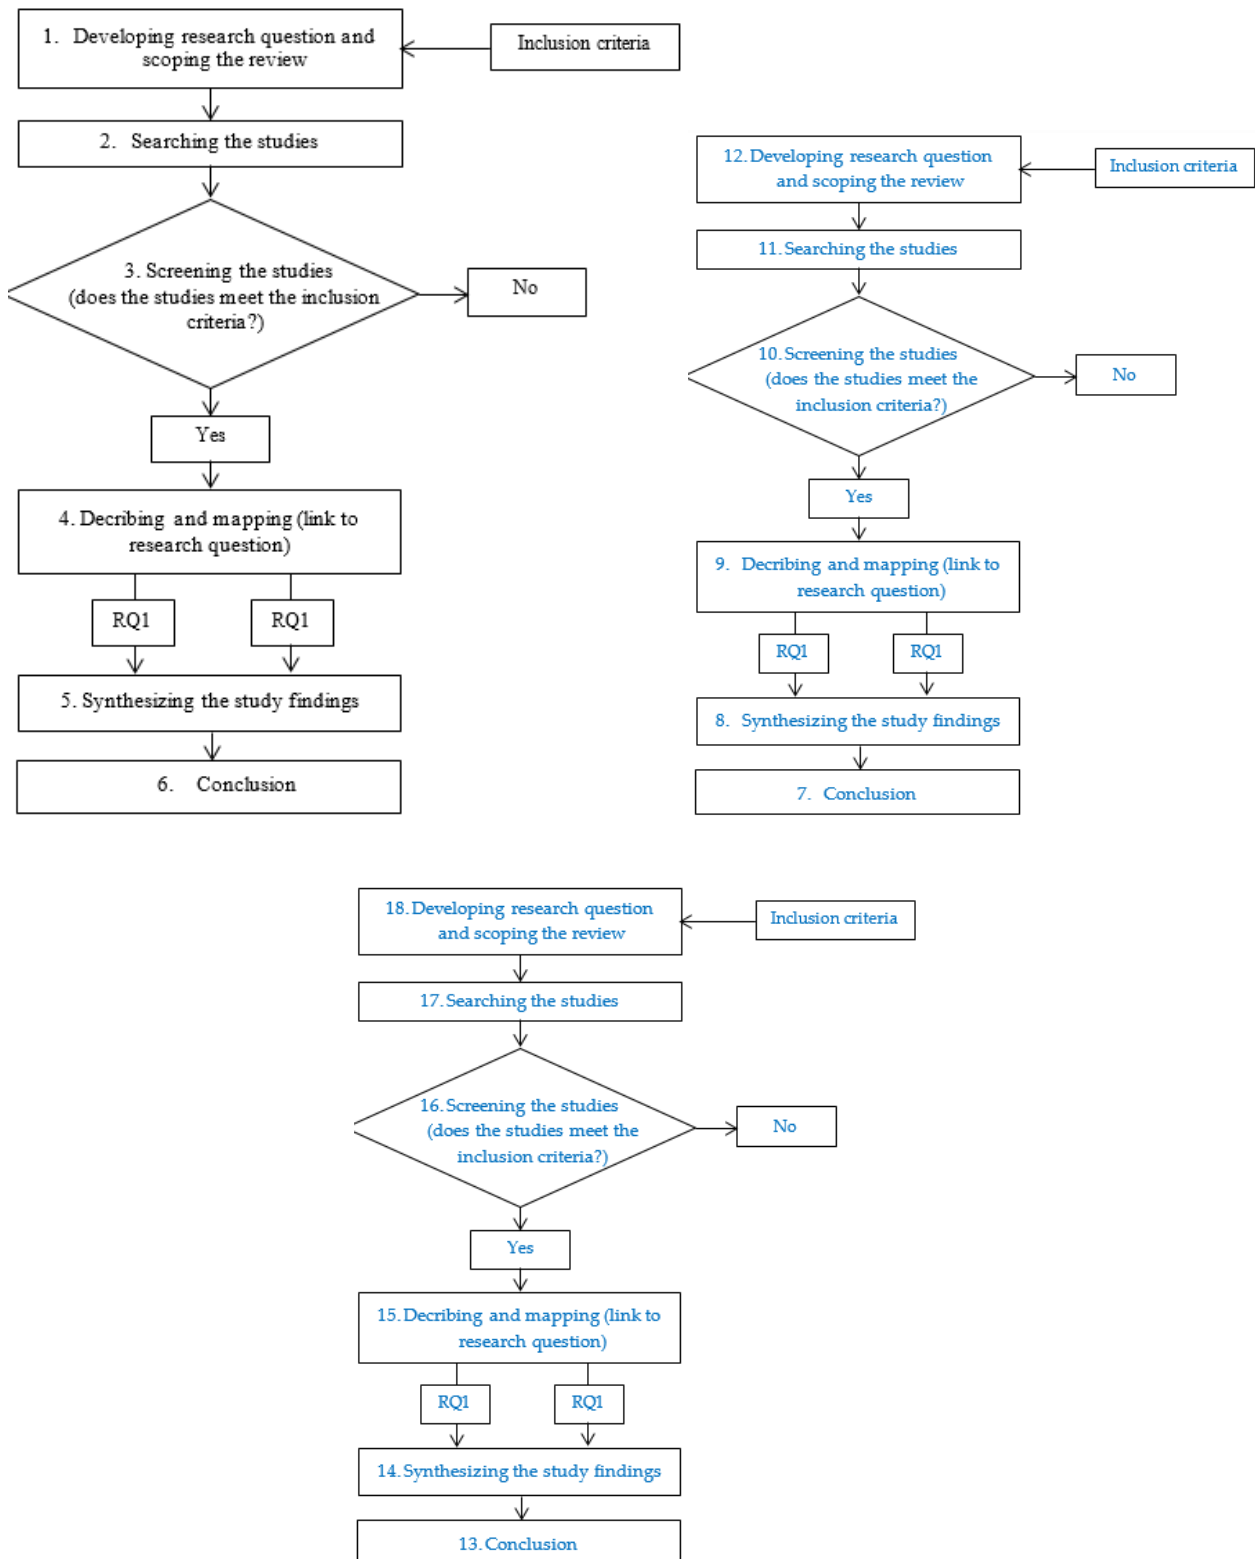 1. Developing research question and
scoping the review
Inclusion criteria
2. Searching the studies
3. Screening the studies
(does the studies meet the inclusion
criteria?)
No
Yes
4. Decribing and mapping (link to
research question)
RQ1
RQ1
5. Synthesizing the study findings
6. Conclusion
12. Developing research question
and scoping the review
Inclusion criteria
11. Searching the studies
10. Screening the studies
(does the studies meet the
inclusion criteria?)
No
Yes
9. Decribing and mapping (link to
research question)
RQ1
RQ1
8. Synthesizing the study findings
7. Conclusion
18. Developing research question
and scoping the review
Inclusion criteria
17. Searching the studies
16. Screening the studies
(does the studies meet the
inclusion criteria?)
No
Yes
15. Decribing and mapping (link to
research question)
RQ1
RQ1
14. Synthesizing the study findings
13. Conclusion